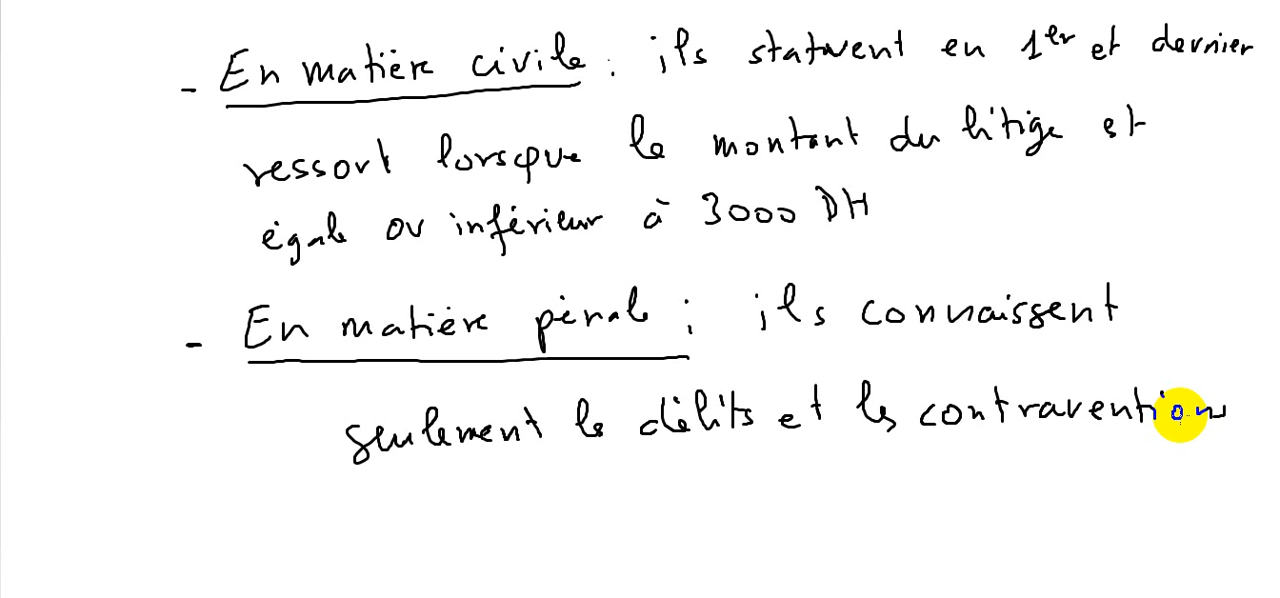 - En matière civile : ils statuent en 1er et dernier
ressort lorsque le montant du litige est
égale ou inférieur à 3000 DH
- En matière pénale : ils connaissent
seulement les délits et les contraventions